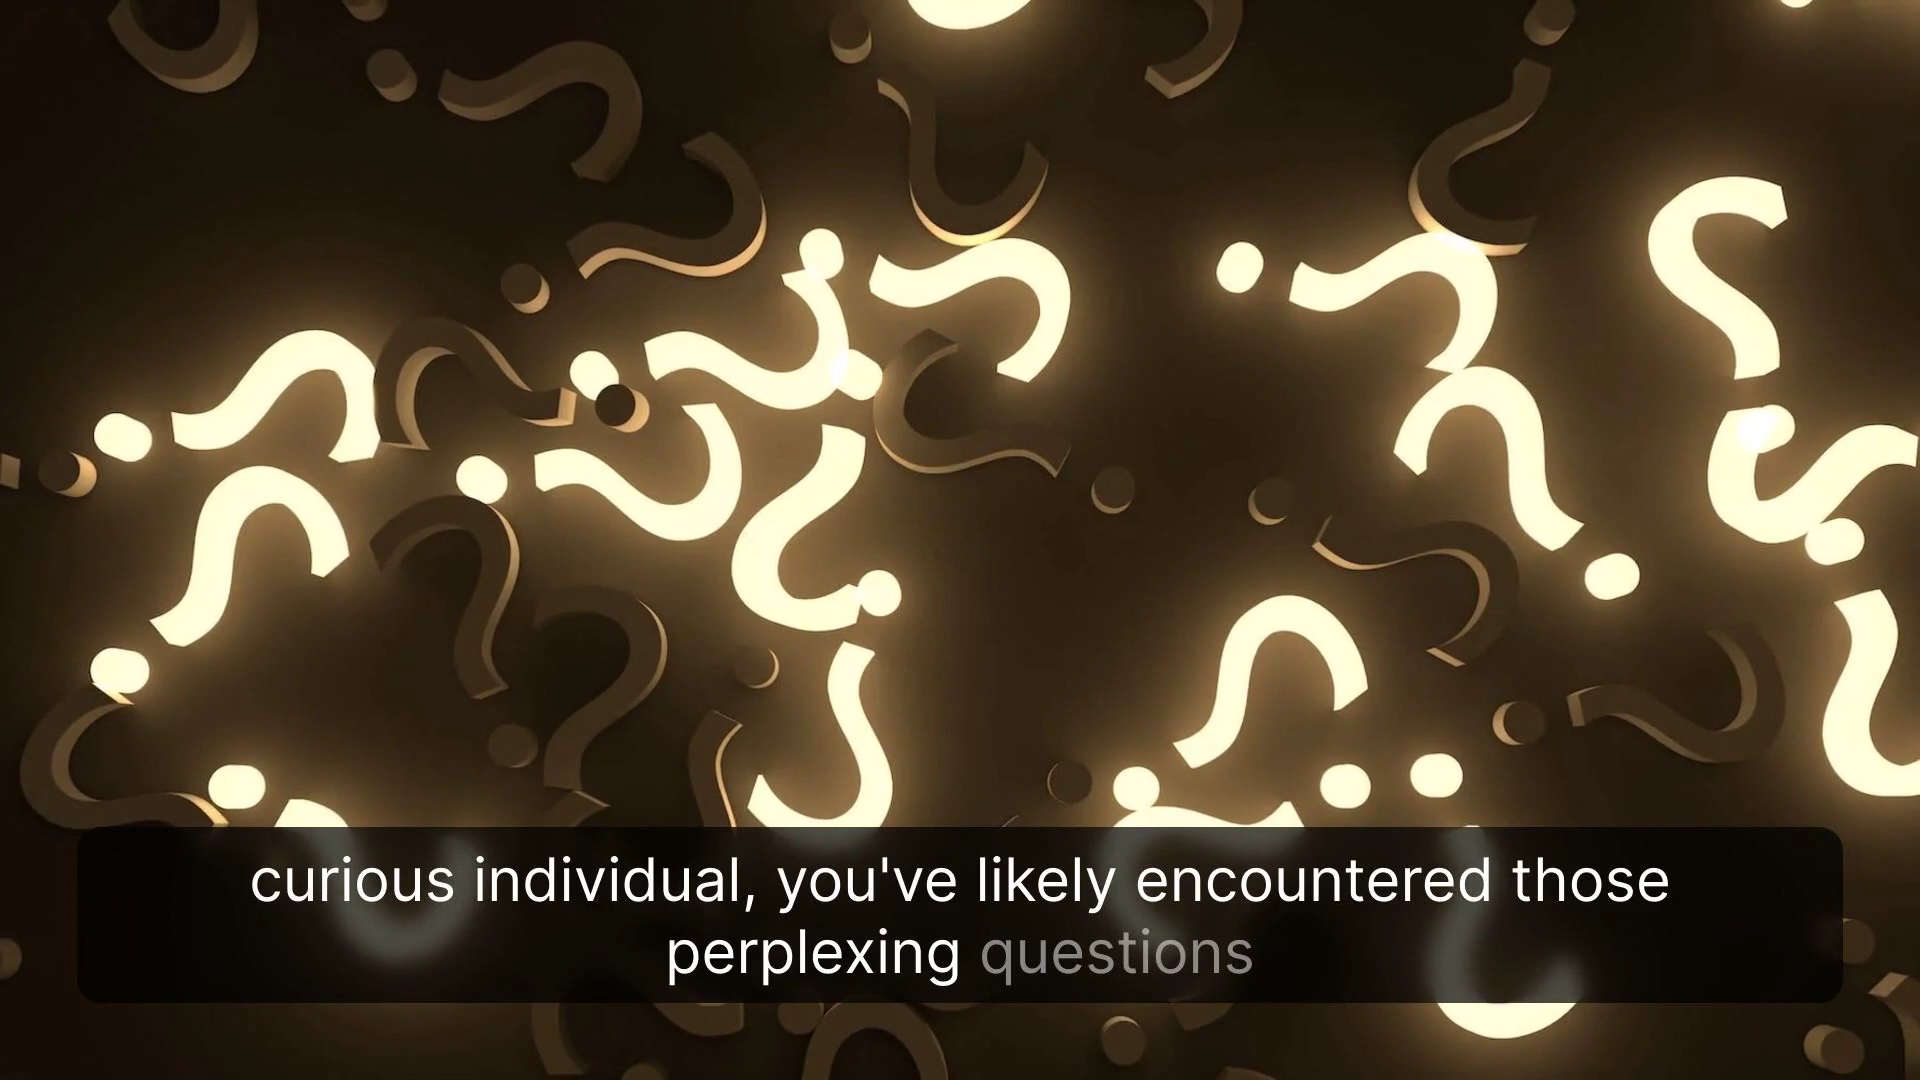 curious individual, you've likely encountered those
perplexing questions